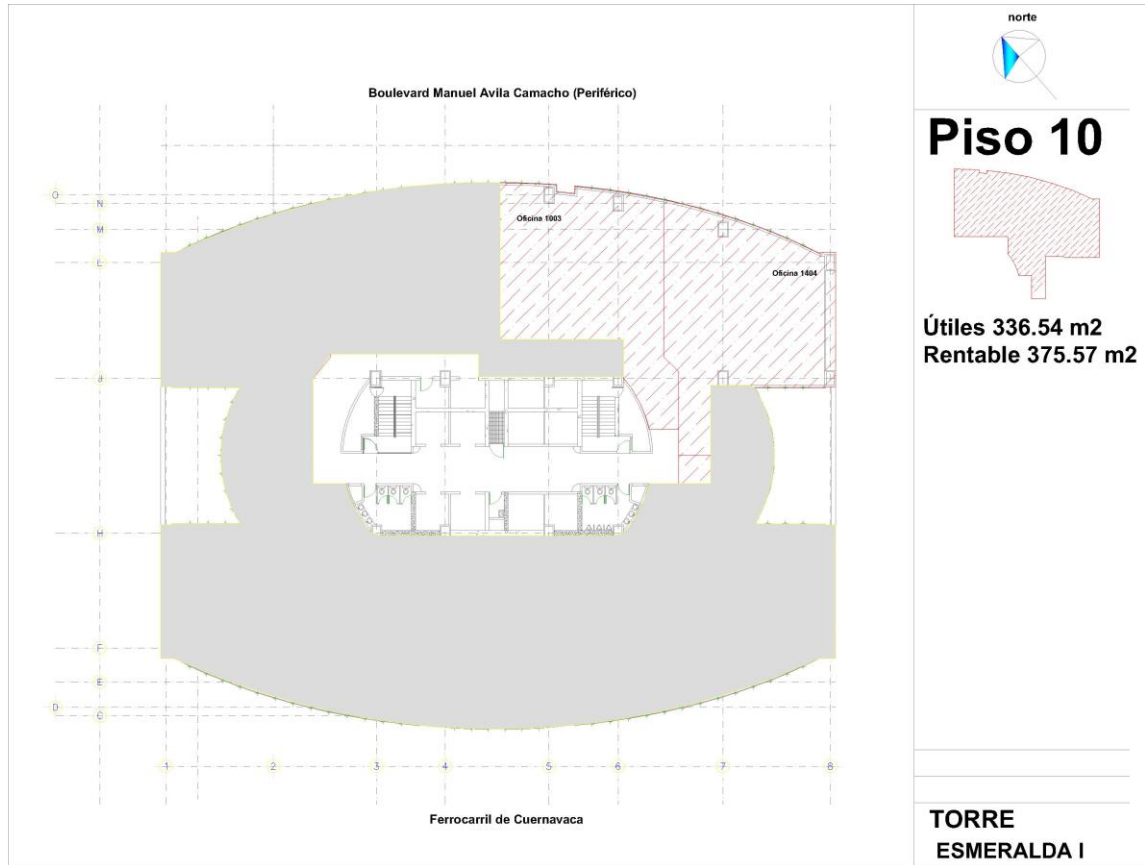 norte
Boulevard Manuel Avila Camacho (Periférico)
Piso 10
Útiles 336.54 m2
Rentable 375.57 m2
O
N
M
L
J
H
F
E
D
C
Oficina 1003
Oficina 1404
1
2
3
4
5
6
7
8
Ferrocarril de Cuernavaca
TORRE
ESMERALDA I